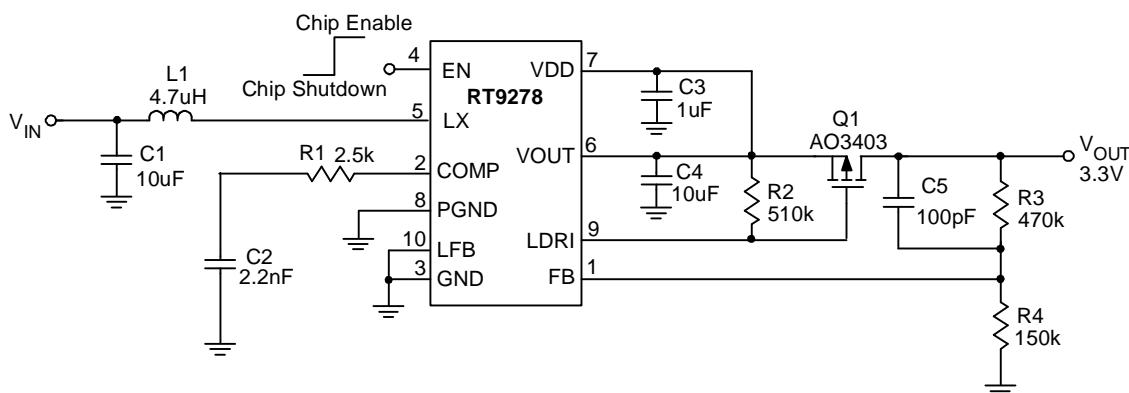 Chip Enable
Chip Shutdown
4
EN
VDD
7
RT9278
L1
4.7uH
VIN
5
LX
C1
10uF
C3
1uF
Q1
AO3403
VOUT
3.3V
R1 2.5k
2
COMP
VOUT
6
C4
10uF
R2
510k
C5
100pF
R3
470k
8
PGND
LDRI
9
10
LFB
C2
2.2nF
3
GND
FB
1
R4
150k